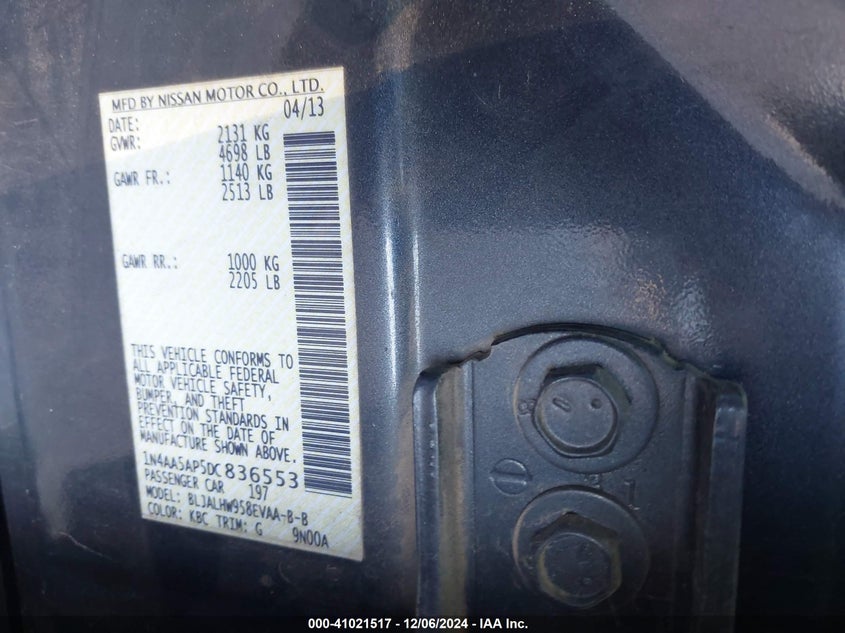 MFD BY NISSAN MOTOR CO., LTD.
DATE: 04/13
GVWR: 2131 KG
4698 LB
GAWR FR.: 1140 KG
2513 LB
GAWR RR.: 1000 KG
2205 LB
THIS VEHICLE CONFORMS TO
ALL APPLICABLE FEDERAL
MOTOR VEHICLE SAFETY,
BUMPER, AND THEFT
PREVENTION STANDARDS IN
EFFECT ON THE DATE OF
MANUFACTURE SHOWN ABOVE.
1N4AA5AP5DC836553
PASSENGER CAR 197
MODEL: BLJALHW958EVAA-B-B
COLOR: KBC TRIM: G 9N00A
000-41021517 - 12/06/2024 - IAA Inc.